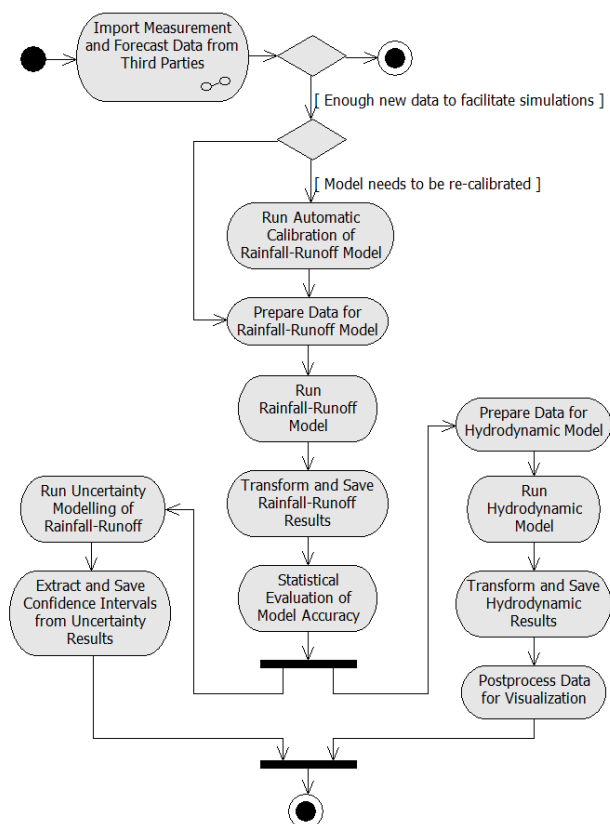 Import Measurement
and Forecast Data from
Third Parties
[ Enough new data to facilitate simulations ]
[ Model needs to be re-calibrated ]
Run Automatic
Calibration of
Rainfall-Runoff Model
Prepare Data for
Rainfall-Runoff Model
Run
Rainfall-Runoff
Model
Transform and Save
Rainfall-Runoff
Results
Statistical
Evaluation of
Model Accuracy
Run Uncertainty
Modelling of
Rainfall-Runoff
Extract and Save
Confidence Intervals
from Uncertainty
Results
Prepare Data for
Hydrodynamic Model
Run
Hydrodynamic
Model
Transform and Save
Hydrodynamic
Results
Postprocess Data
for Visualization